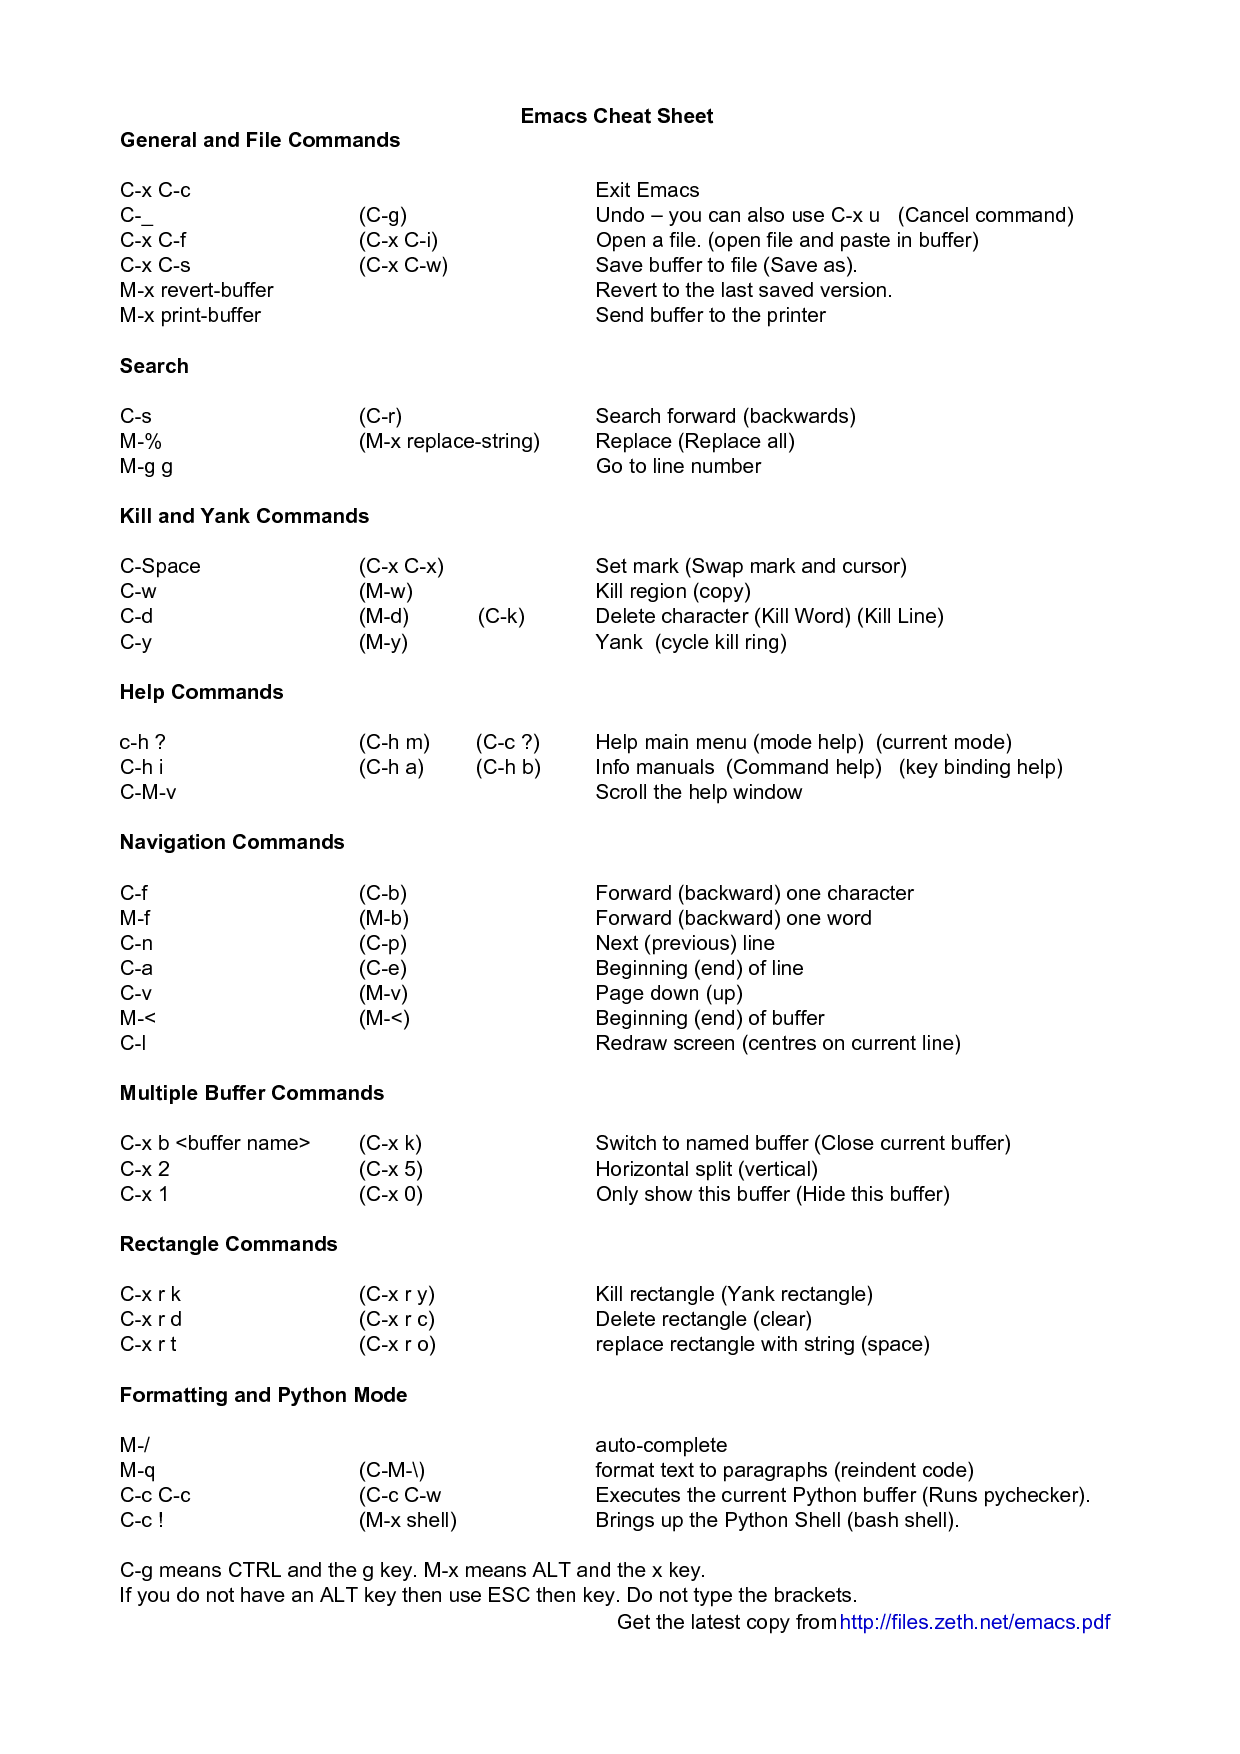 Emacs Cheat Sheet
General and File Commands
C-x C-c Exit Emacs
C-_ (C-g) Undo – you can also use C-x u (Cancel command)
C-x C-f (C-x C-i) Open a file. (open file and paste in buffer)
C-x C-s (C-x C-w) Save buffer to file (Save as).
M-x revert-buffer Revert to the last saved version.
M-x print-buffer Send buffer to the printer
Search
C-s (C-r) Search forward (backwards)
M-% (M-x replace-string) Replace (Replace all)
M-g g Go to line number
Kill and Yank Commands
C-Space (C-x C-x) Set mark (Swap mark and cursor)
C-w (M-w) Kill region (copy)
C-d (M-d) (C-k) Delete character (Kill Word) (Kill Line)
C-y (M-y) Yank (cycle kill ring)
Help Commands
c-h ? (C-h m) (C-c ?) Help main menu (mode help) (current mode)
C-h i (C-h a) (C-h b) Info manuals (Command help) (key binding help)
C-M-v Scroll the help window
Navigation Commands
C-f (C-b) Forward (backward) one character
M-f (M-b) Forward (backward) one word
C-n (C-p) Next (previous) line
C-a (C-e) Beginning (end) of line
C-v (M-v) Page down (up)
M-< (M-<) Beginning (end) of buffer
C-l Redraw screen (centres on current line)
Multiple Buffer Commands
C-x b <buffer name> (C-x k) Switch to named buffer (Close current buffer)
C-x 2 (C-x 5) Horizontal split (vertical)
C-x 1 (C-x 0) Only show this buffer (Hide this buffer)
Rectangle Commands
C-x r k (C-x r y) Kill rectangle (Yank rectangle)
C-x r d (C-x r c) Delete rectangle (clear)
C-x r t (C-x r o) replace rectangle with string (space)
Formatting and Python Mode
M-/ auto-complete
M-q (C-M-\) format text to paragraphs (reindent code)
C-c C-c (C-c C-w Executes the current Python buffer (Runs pychecker).
C-c ! (M-x shell) Brings up the Python Shell (bash shell).
C-g means CTRL and the g key. M-x means ALT and the x key.
If you do not have an ALT key then use ESC then key. Do not type the brackets.
Get the latest copy from http://files.zeth.net/emacs.pdf